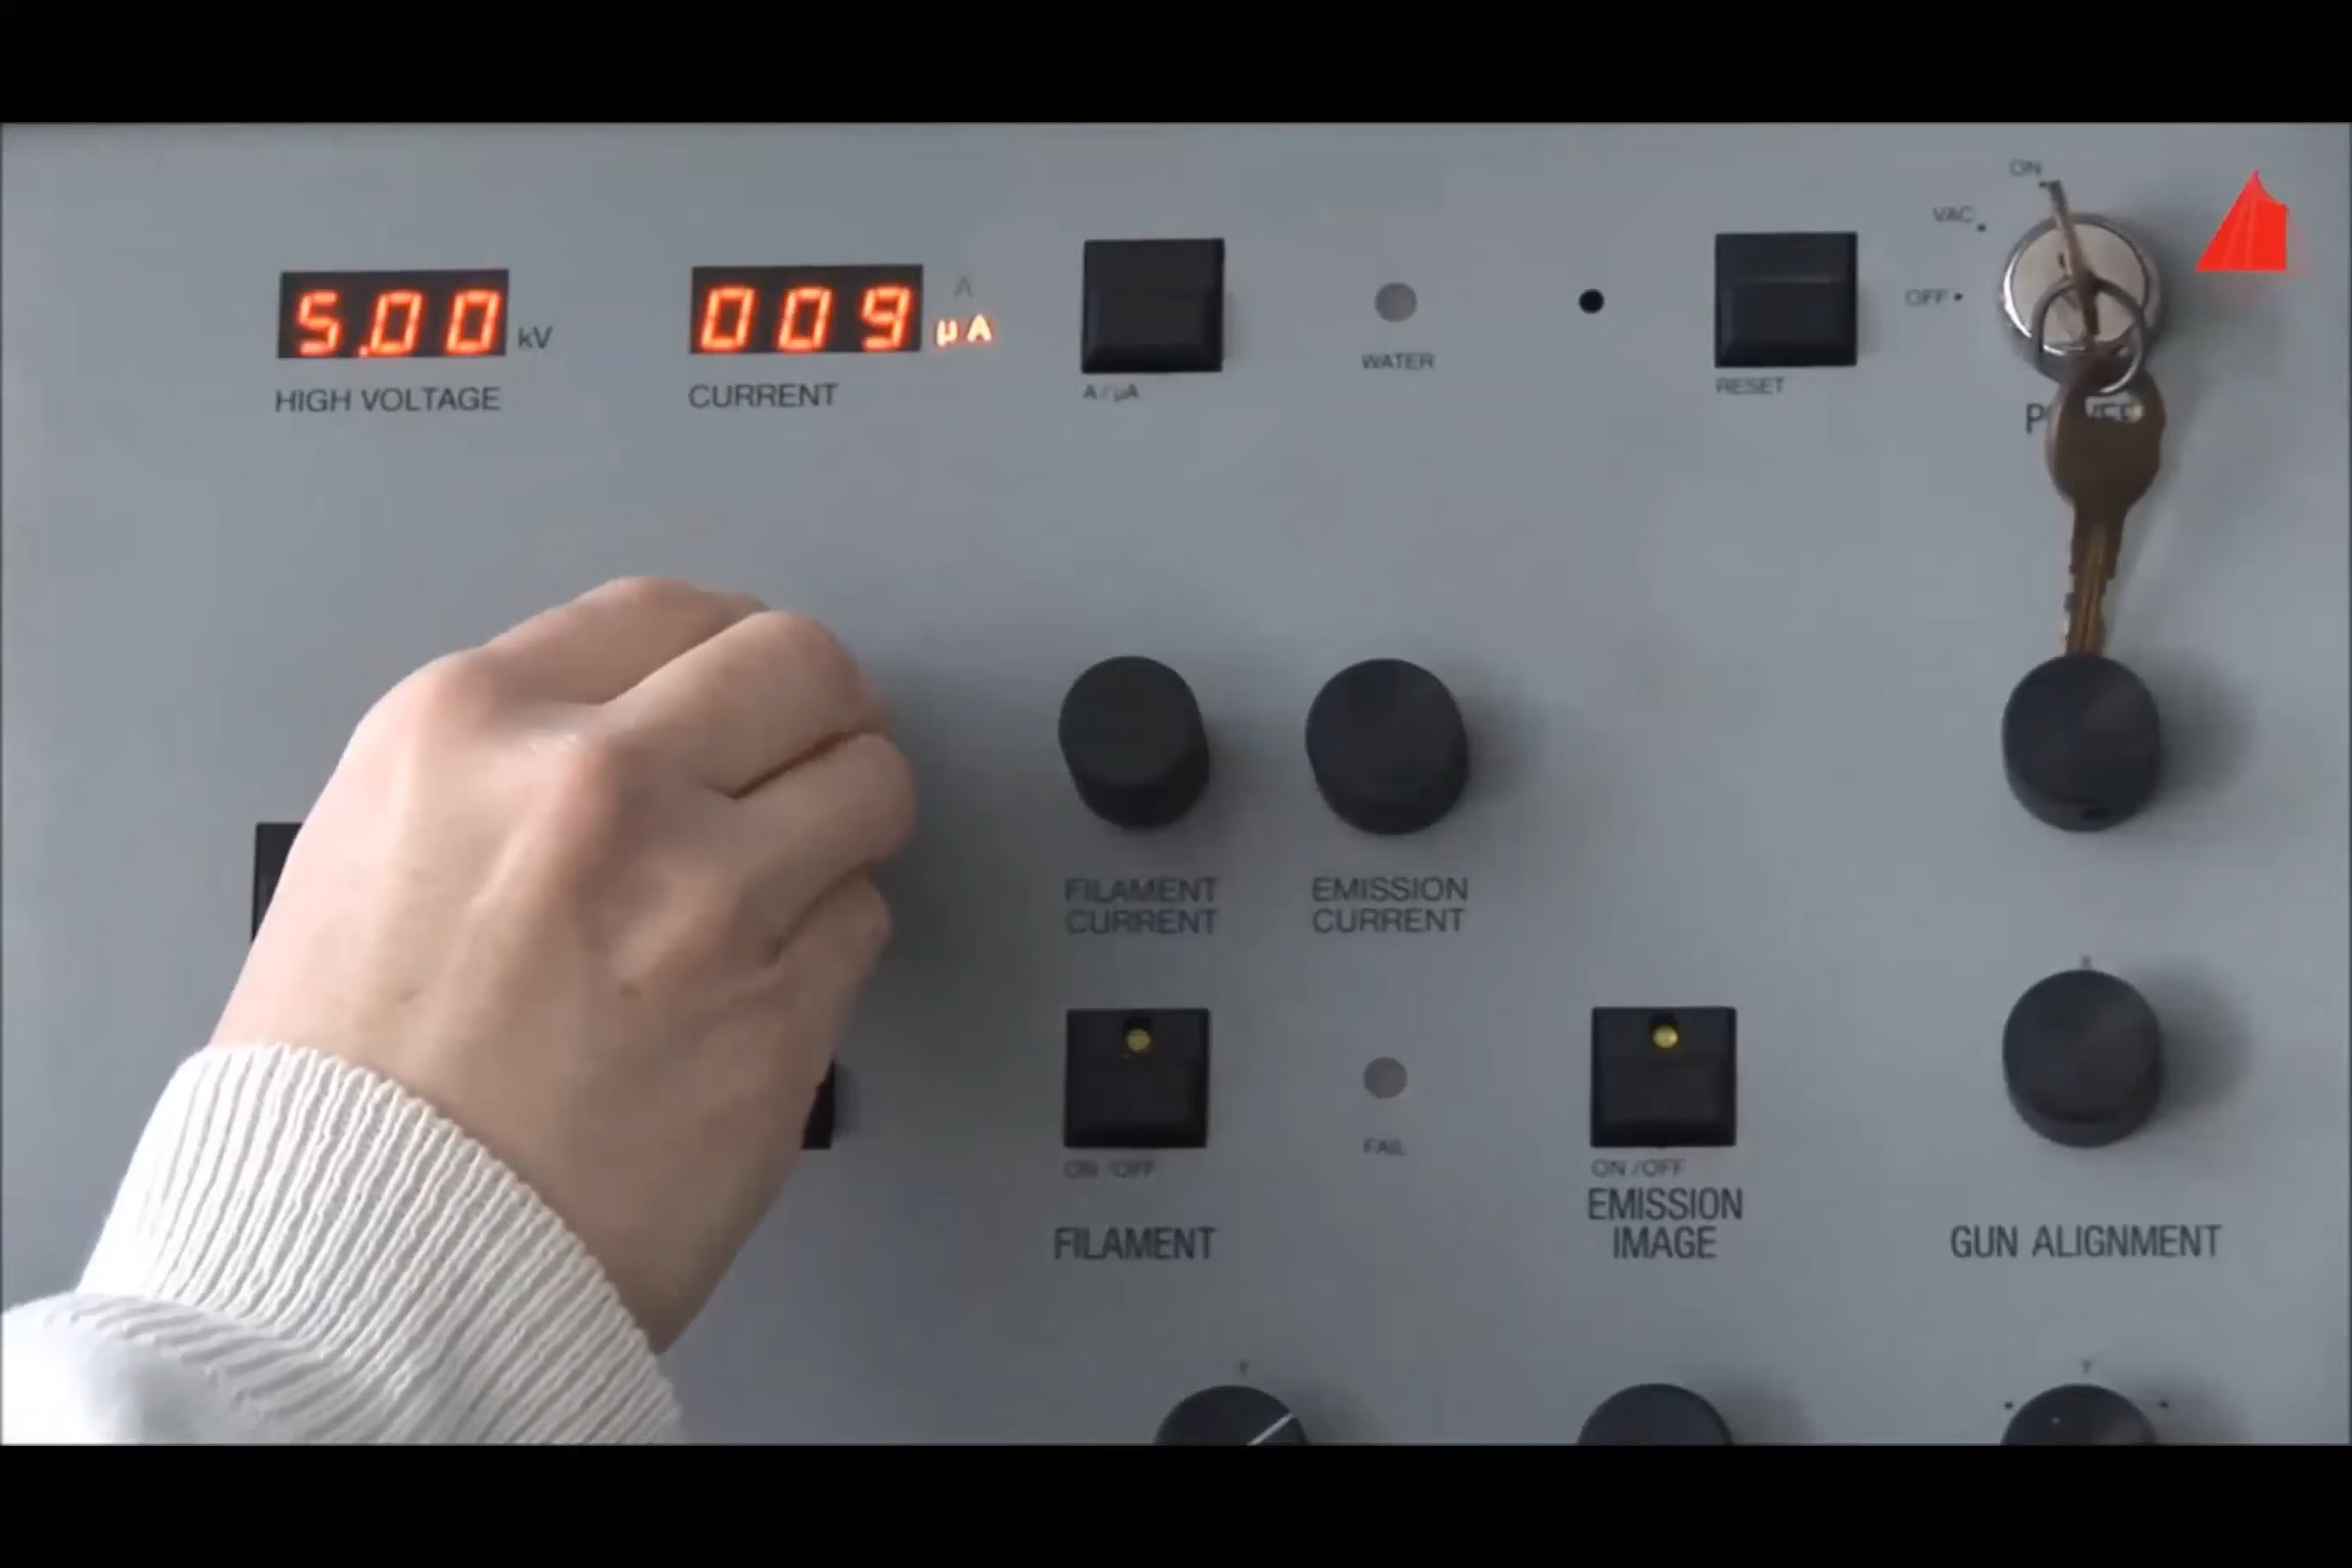 ON
VAC
OFF
5.00 kV
009 A
µA
HIGH VOLTAGE
CURRENT
A / µA
WATER
RESET
FILAMENT
CURRENT
EMISSION
CURRENT
X
ON /OFF
FILAMENT
FAIL
ON /OFF
EMISSION
IMAGE
GUN ALIGNMENT
Y
Y